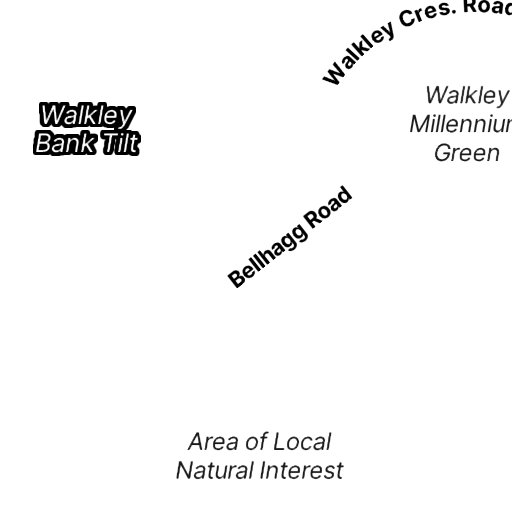 Walkley Cres. Road
Walkley
Millennium
Green
Walkley
Bank Tilt
Bellhagg Road
Area of Local
Natural Interest